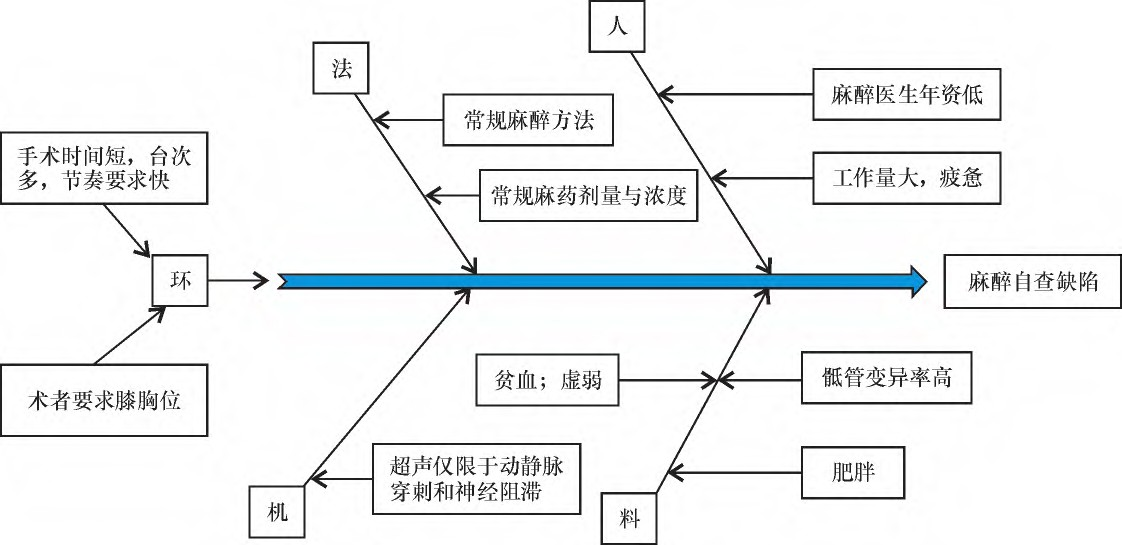 人
法
麻醉医生年资低
常规麻醉方法
手术时间短，台次
多，节奏要求快
工作量大，疲惫
常规麻药剂量与浓度
环
麻醉自查缺陷
贫血；虚弱
骶管变异率高
术者要求膝胸位
超声仅限于动静脉
穿刺和神经阻滞
肥胖
机
料